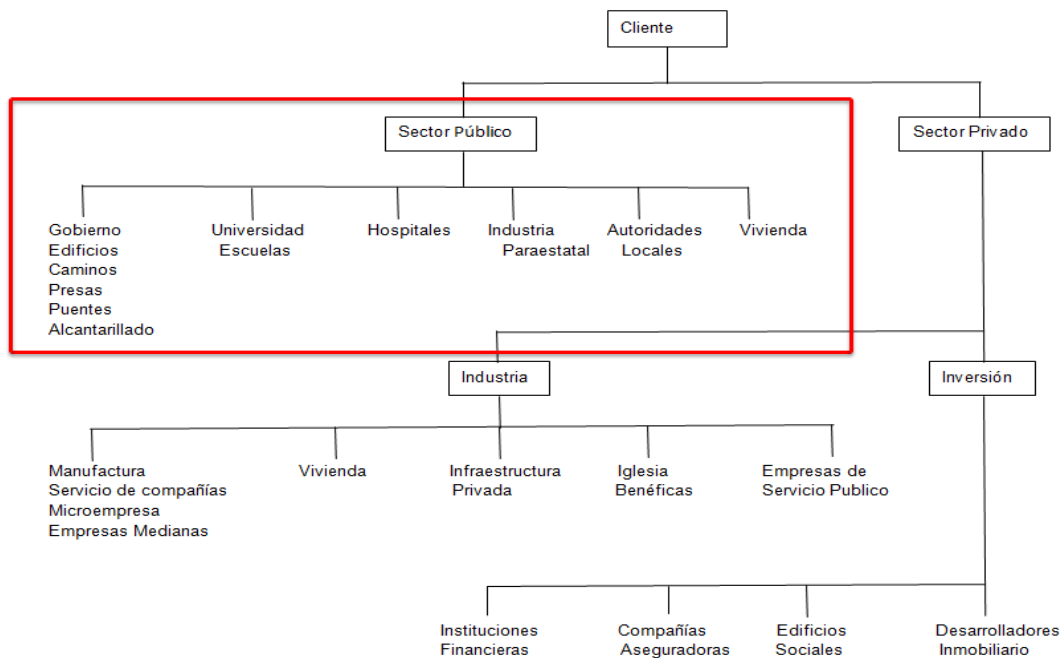 Cliente
Sector Público
Sector Privado
Gobierno
Edificios
Caminos
Presas
Puentes
Alcantarillado
Universidad
Escuelas
Hospitales
Industria
Paraestatal
Autoridades
Locales
Vivienda
Industria
Inversión
Manufactura
Servicio de compañías
Microempresa
Empresas Medianas
Vivienda
Infraestructura
Privada
Iglesia
Benéficas
Empresas de
Servicio Publico
Instituciones
Financieras
Compañías
Aseguradoras
Edificios
Sociales
Desarrolladores
Inmobiliario